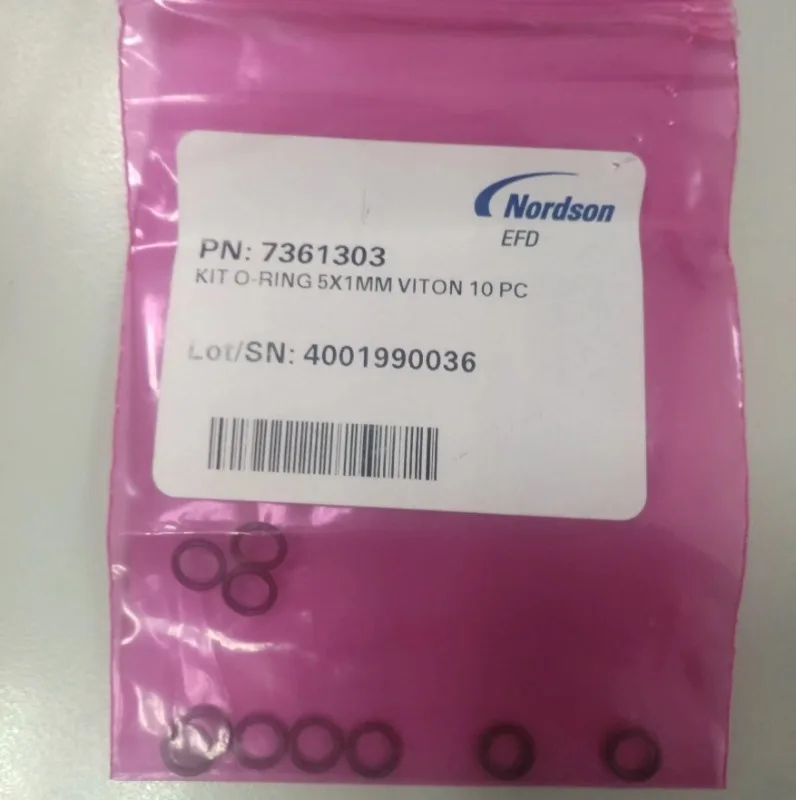 Nordson
EFD
PN: 7361303
KIT O-RING 5X1MM VITON 10 PC
Lot/SN: 4001990036